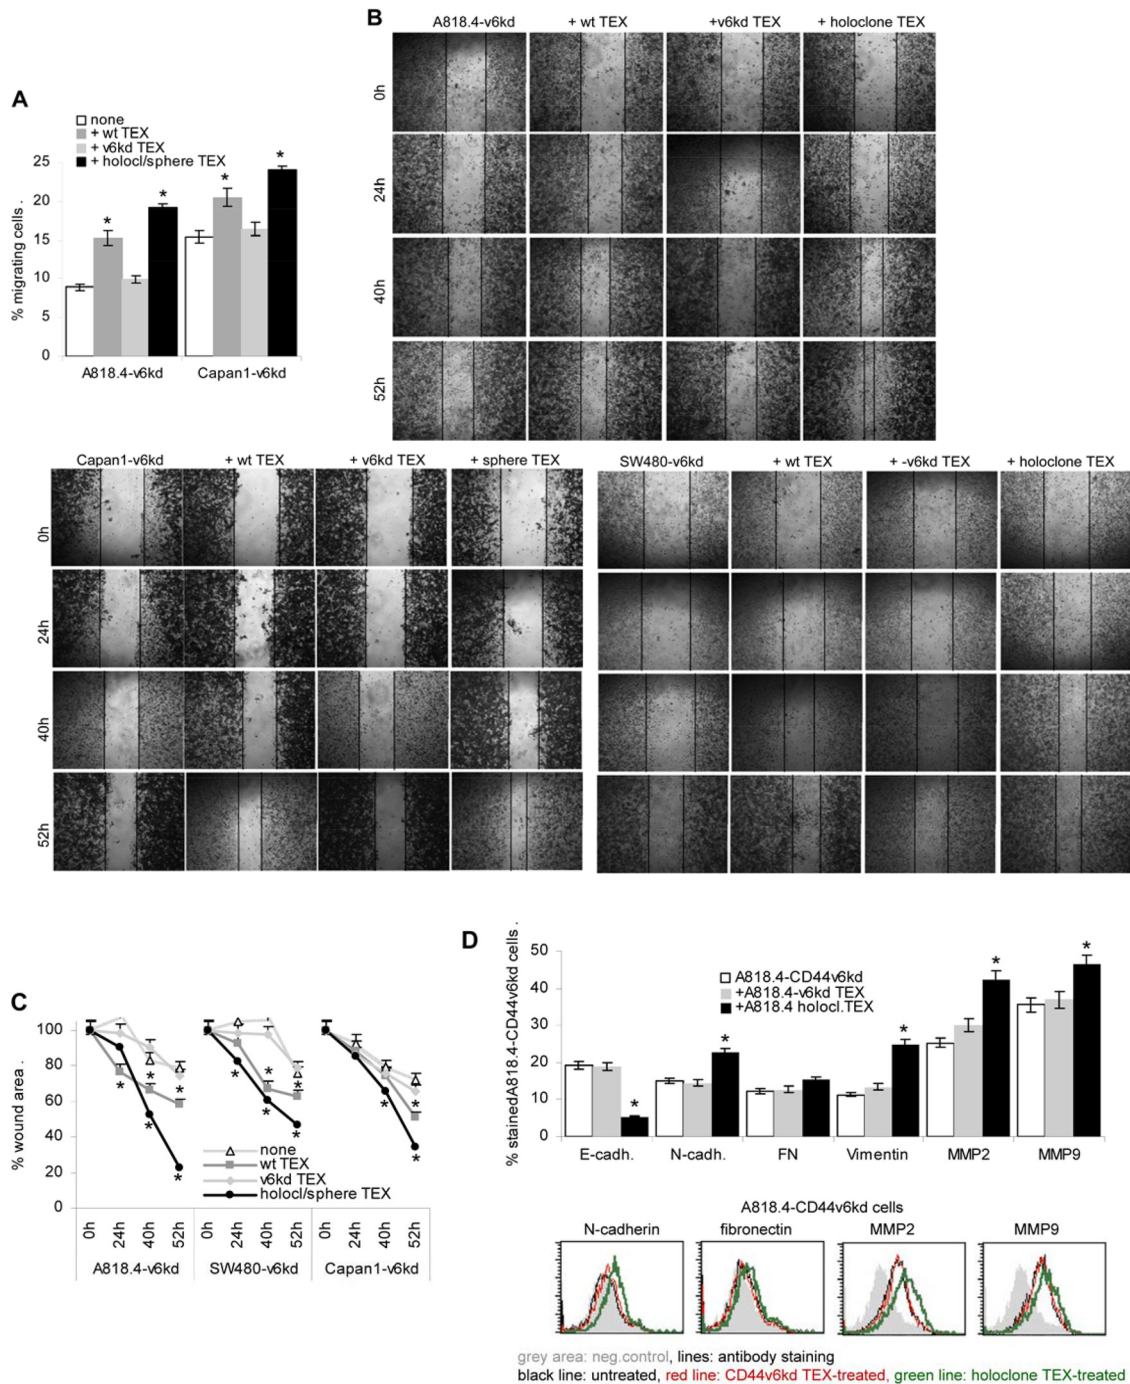 B
A818.4-v6kd + wt TEX +v6kd TEX + holoclone TEX
0h
24h
40h
52h
A
none
+ wt TEX
+ v6kd TEX
+ holocl/sphere TEX
% migrating cells .
25
20
15
10
5
0
* * * *
A818.4-v6kd Capan1-v6kd
Capan1-v6kd + wt TEX + v6kd TEX + sphere TEX
0h
24h
40h
52h
SW480-v6kd + wt TEX + -v6kd TEX + holoclone TEX
C
% wound area .
100
80
60
40
20
0
none
wt TEX
v6kd TEX
holocl/sphere TEX
0h 24h 40h 52h 0h 24h 40h 52h 0h 24h 40h 52h
A818.4-v6kd SW480-v6kd Capan1-v6kd
D
% stainedA818.4-CD44v6kd cells .
50
40
30
20
10
0
A818.4-CD44v6kd
+A818.4-v6kd TEX
+A818.4 holocl.TEX
* * * * *
E-cadh. N-cadh. FN Vimentin MMP2 MMP9
A818.4-CD44v6kd cells
N-cadherin fibronectin MMP2 MMP9
grey area: neg.control, lines: antibody staining
black line: untreated, red line: CD44v6kd TEX-treated, green line: holoclone TEX-treated